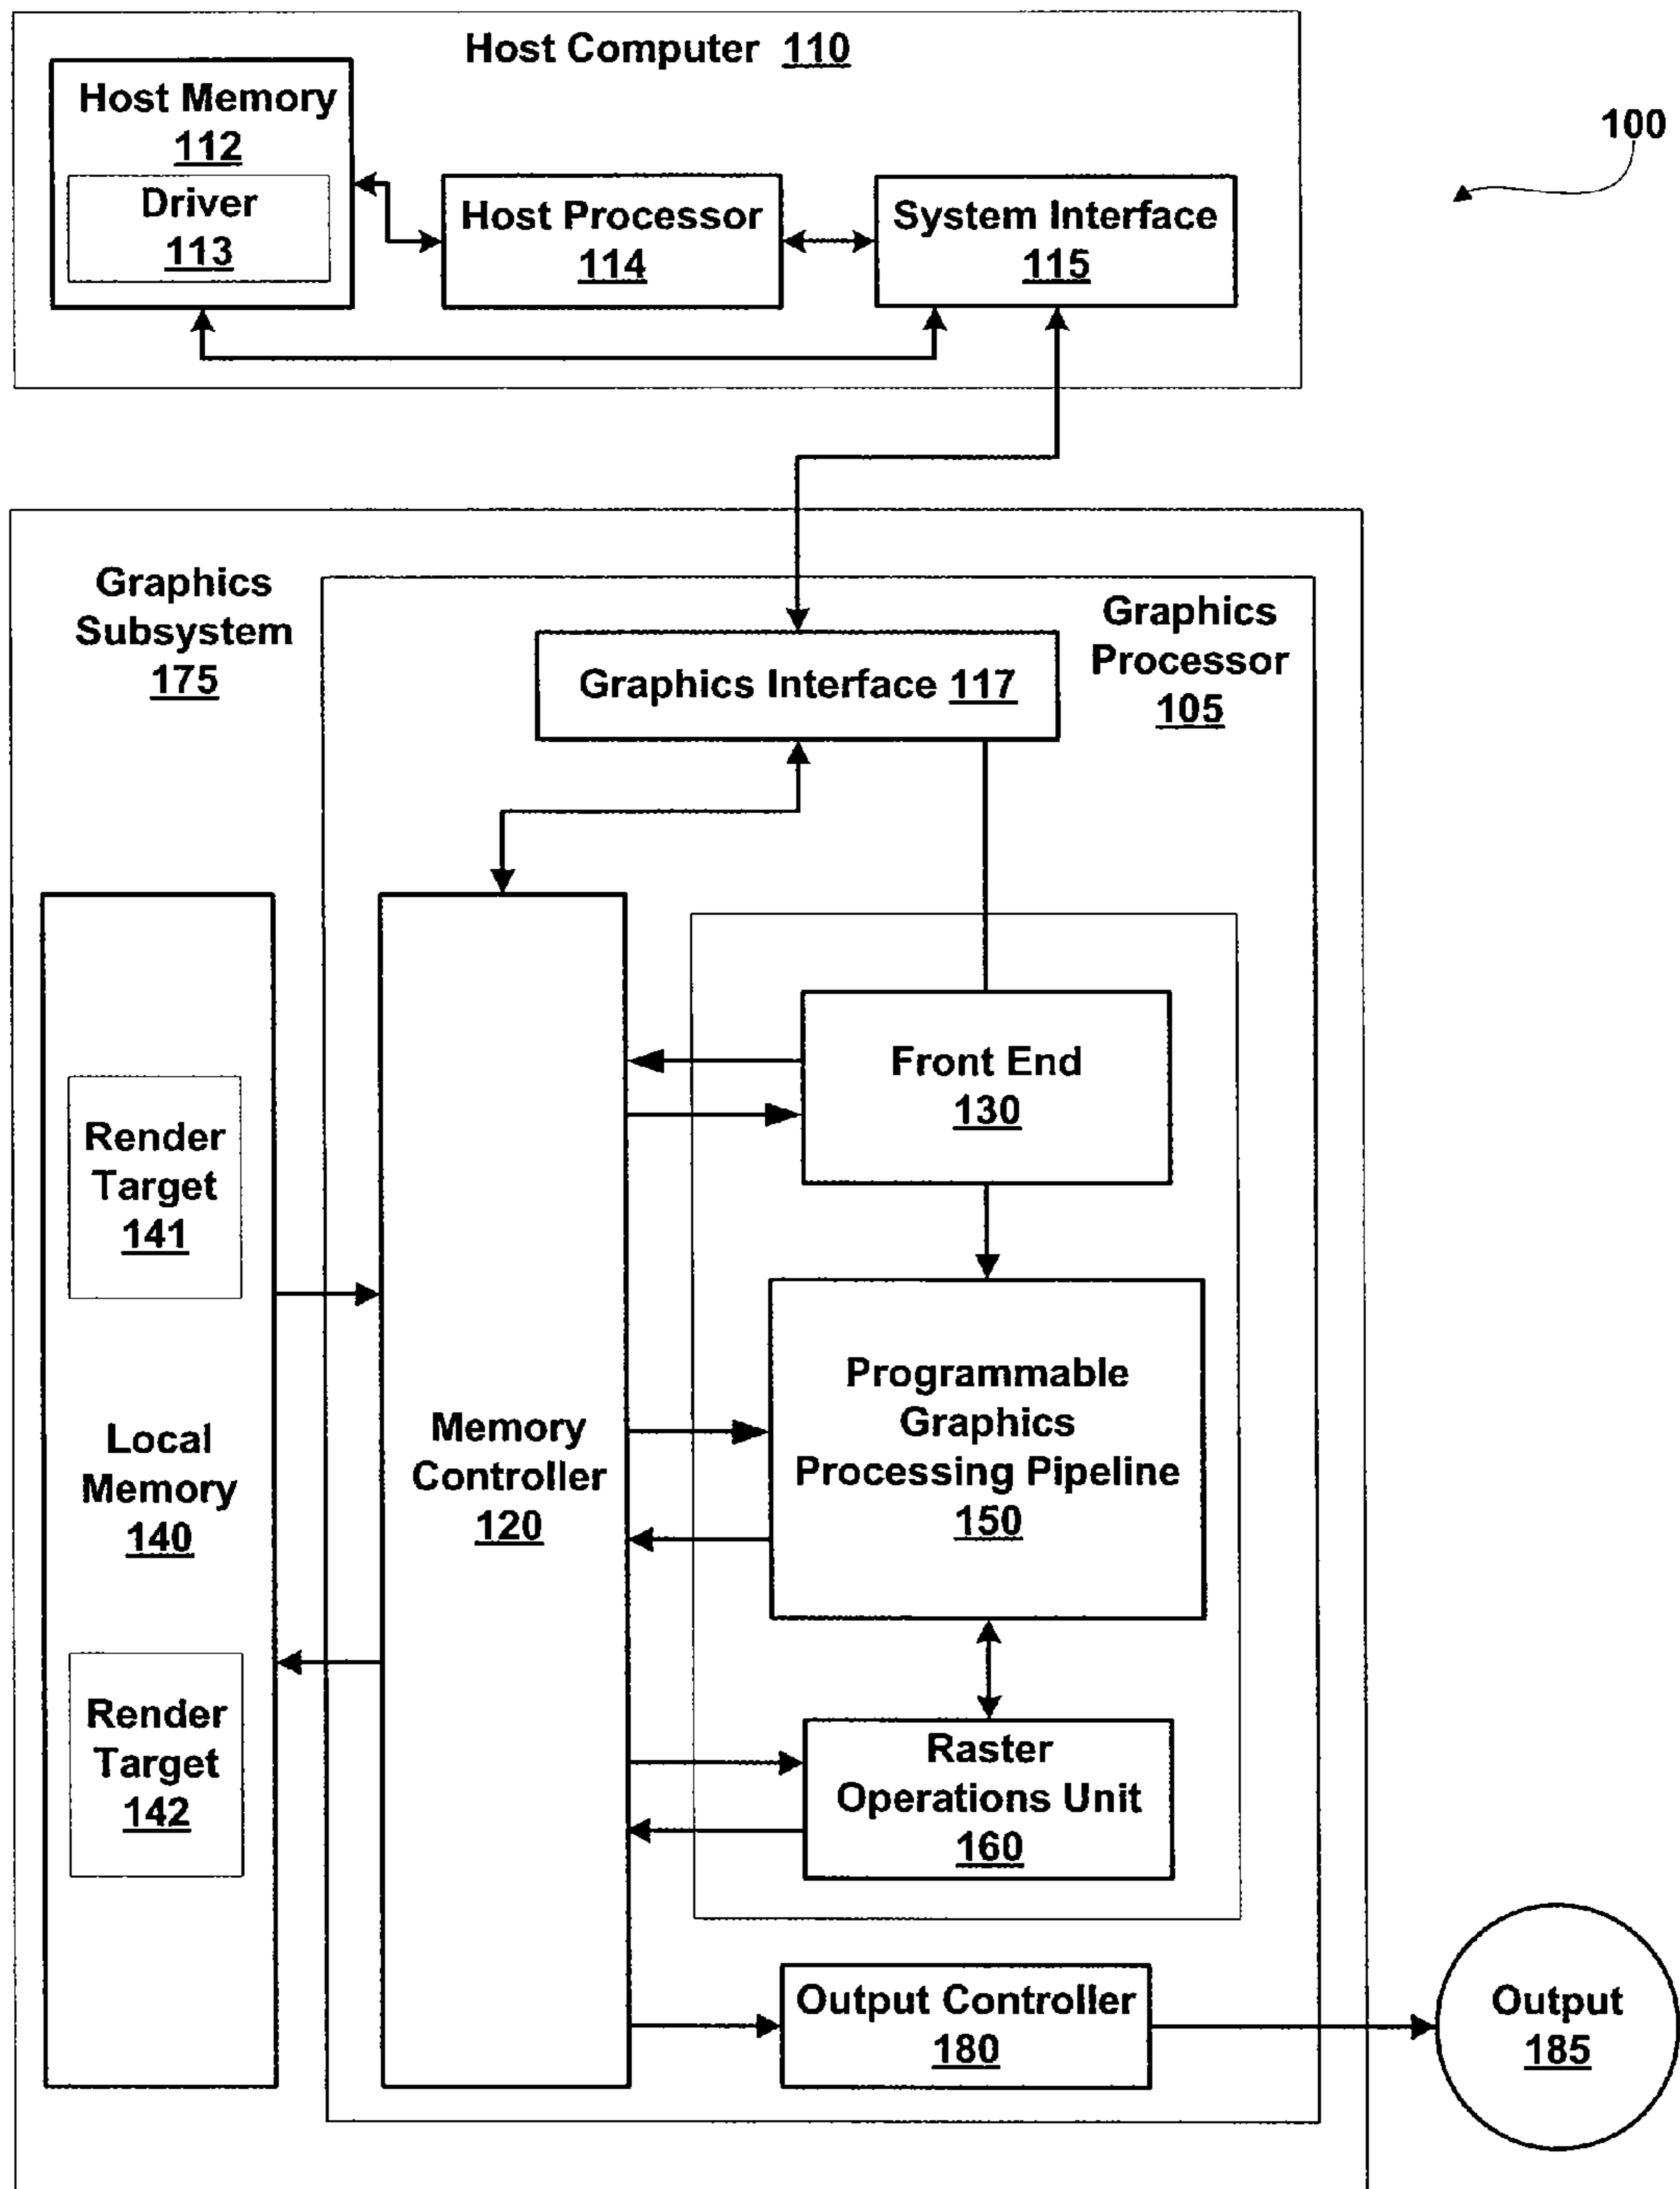 Host Computer 110
Host Memory
112
Driver
113
Host Processor
114
System Interface
115
100
Graphics
Subsystem
175
Graphics
Processor
105
Graphics Interface 117
Front End
130
Render
Target
141
Programmable
Graphics
Processing Pipeline
150
Local
Memory
140
Memory
Controller
120
Render
Target
142
Raster
Operations Unit
160
Output Controller
180
Output
185